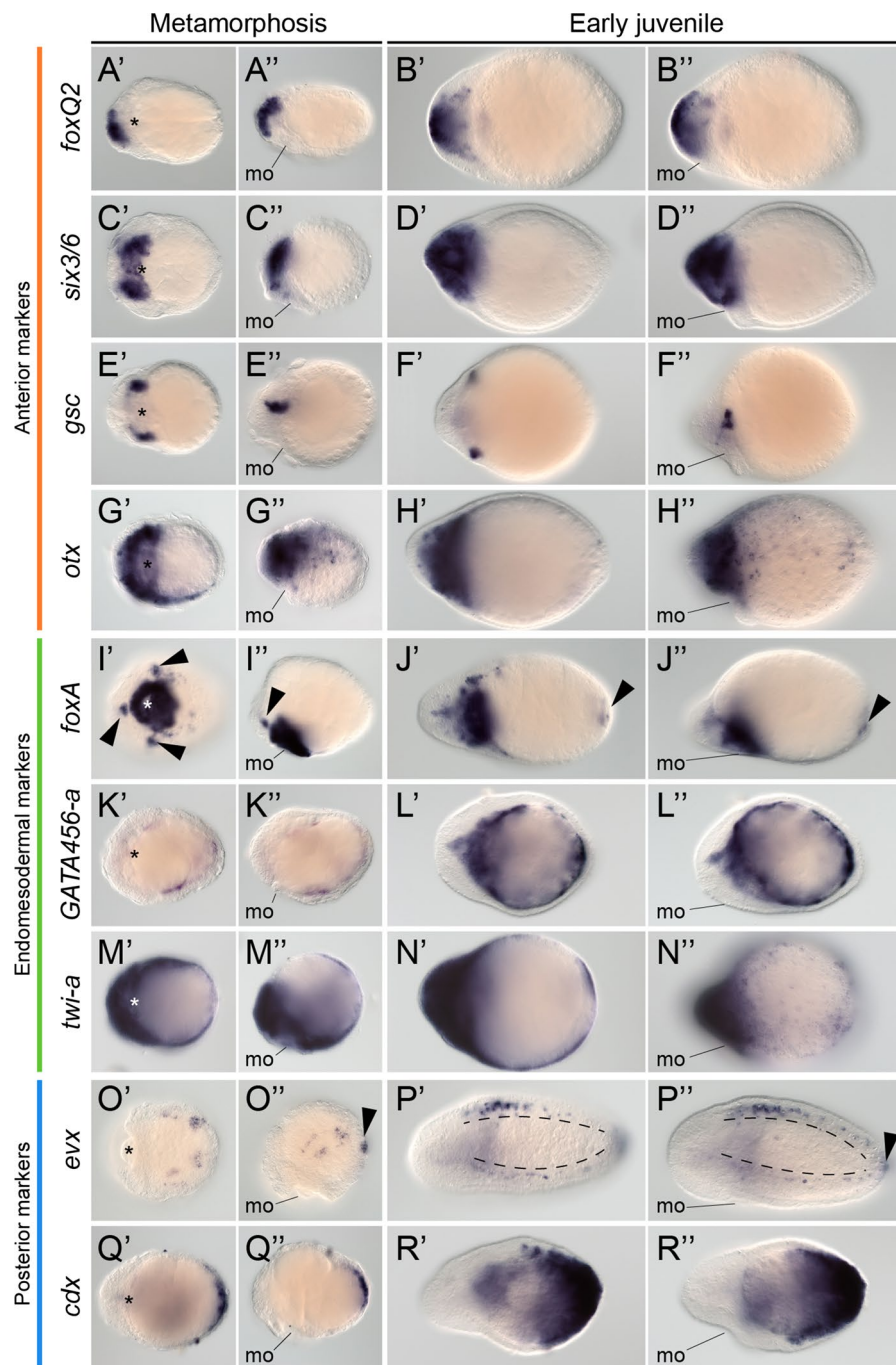 Metamorphosis Early juvenile
Anterior markers
foxQ2
A’ A’’ B’ B’’
* mo mo
six3/6
C’ C’’ D’ D’’
* mo mo
gsc
E’ E’’ F’ F’’
* mo mo
otx
G’ G’’ H’ H’’
* mo mo
Endomesodermal markers
foxA
I’ I’’ J’ J’’
* mo mo
GATA456-a
K’ K’’ L’ L’’
* mo mo
twi-a
M’ M’’ N’ N’’
* mo mo
Posterior markers
evx
O’ O’’ P’ P’’
* mo mo
cdx
Q’ Q’’ R’ R’’
* mo mo